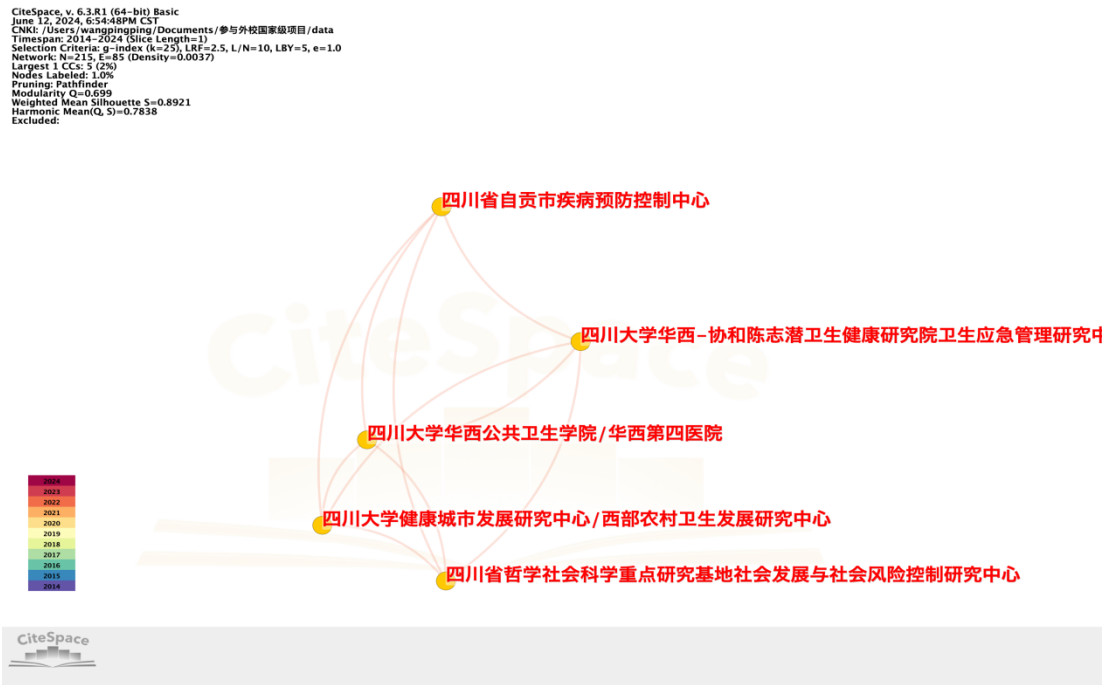 CiteSpace, v. 6.3.R1 (64-bit) Basic
June 12, 2024, 6:54:48PM CST
CNKI: /Users/wangpingping/Documents/参与外校国家级项目/data
Timespan: 2014-2024 (Slice Length=1)
Selection Criteria: g-index (k=25), LRF=2.5, L/N=10, LBY=5, e=1.0
Network: N=215, E=85 (Density=0.0037)
Largest 1 CCs: 5 (2%)
Nodes Labeled: 1.0%
Pruning: Pathfinder
Modularity Q=0.699
Weighted Mean Silhouette S=0.8921
Harmonic Mean(Q, S)=0.7838
Excluded:
四川省自贡市疾病预防控制中心
四川大学华西-协和陈志潜卫生健康研究院卫生应急管理研究中
CiteSpace
四川大学华西公共卫生学院/华西第四医院
四川大学健康城市发展研究中心/西部农村卫生发展研究中心
四川省哲学社会科学重点研究基地社会发展与社会风险控制研究中心
2024
2023
2022
2021
2020
2019
2018
2017
2016
2015
2014
CiteSpace